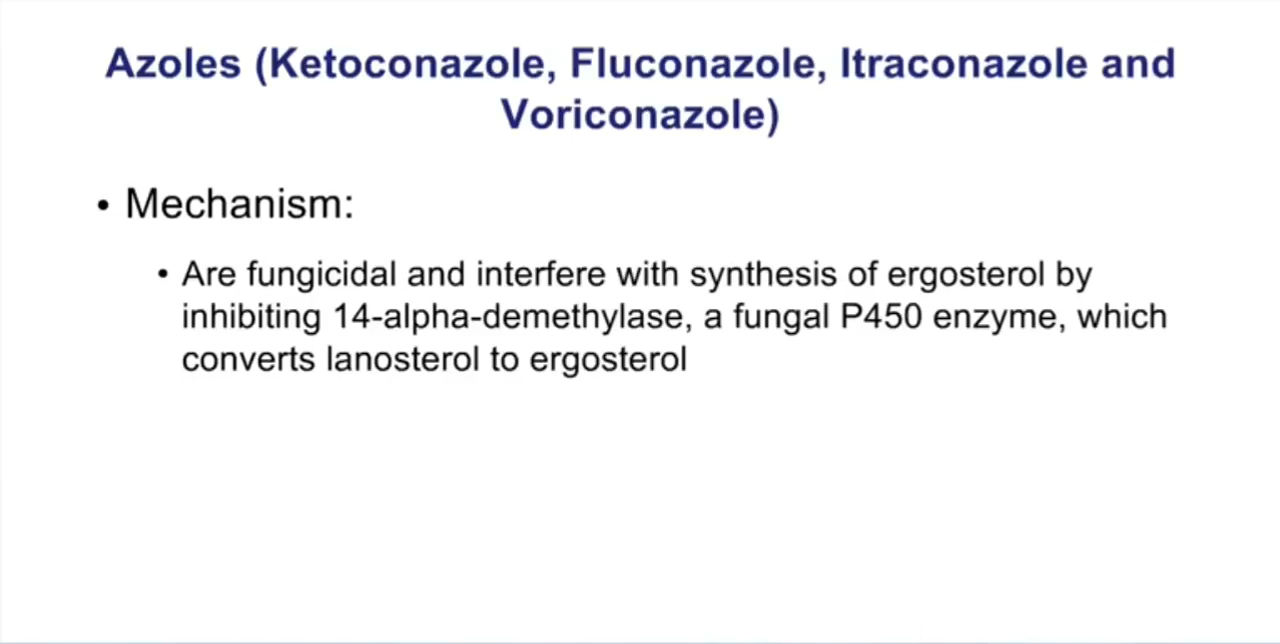 Azoles (Ketoconazole, Fluconazole, Itraconazole and
Voriconazole)
• Mechanism:
• Are fungicidal and interfere with synthesis of ergosterol by
inhibiting 14-alpha-demethylase, a fungal P450 enzyme, which
converts lanosterol to ergosterol